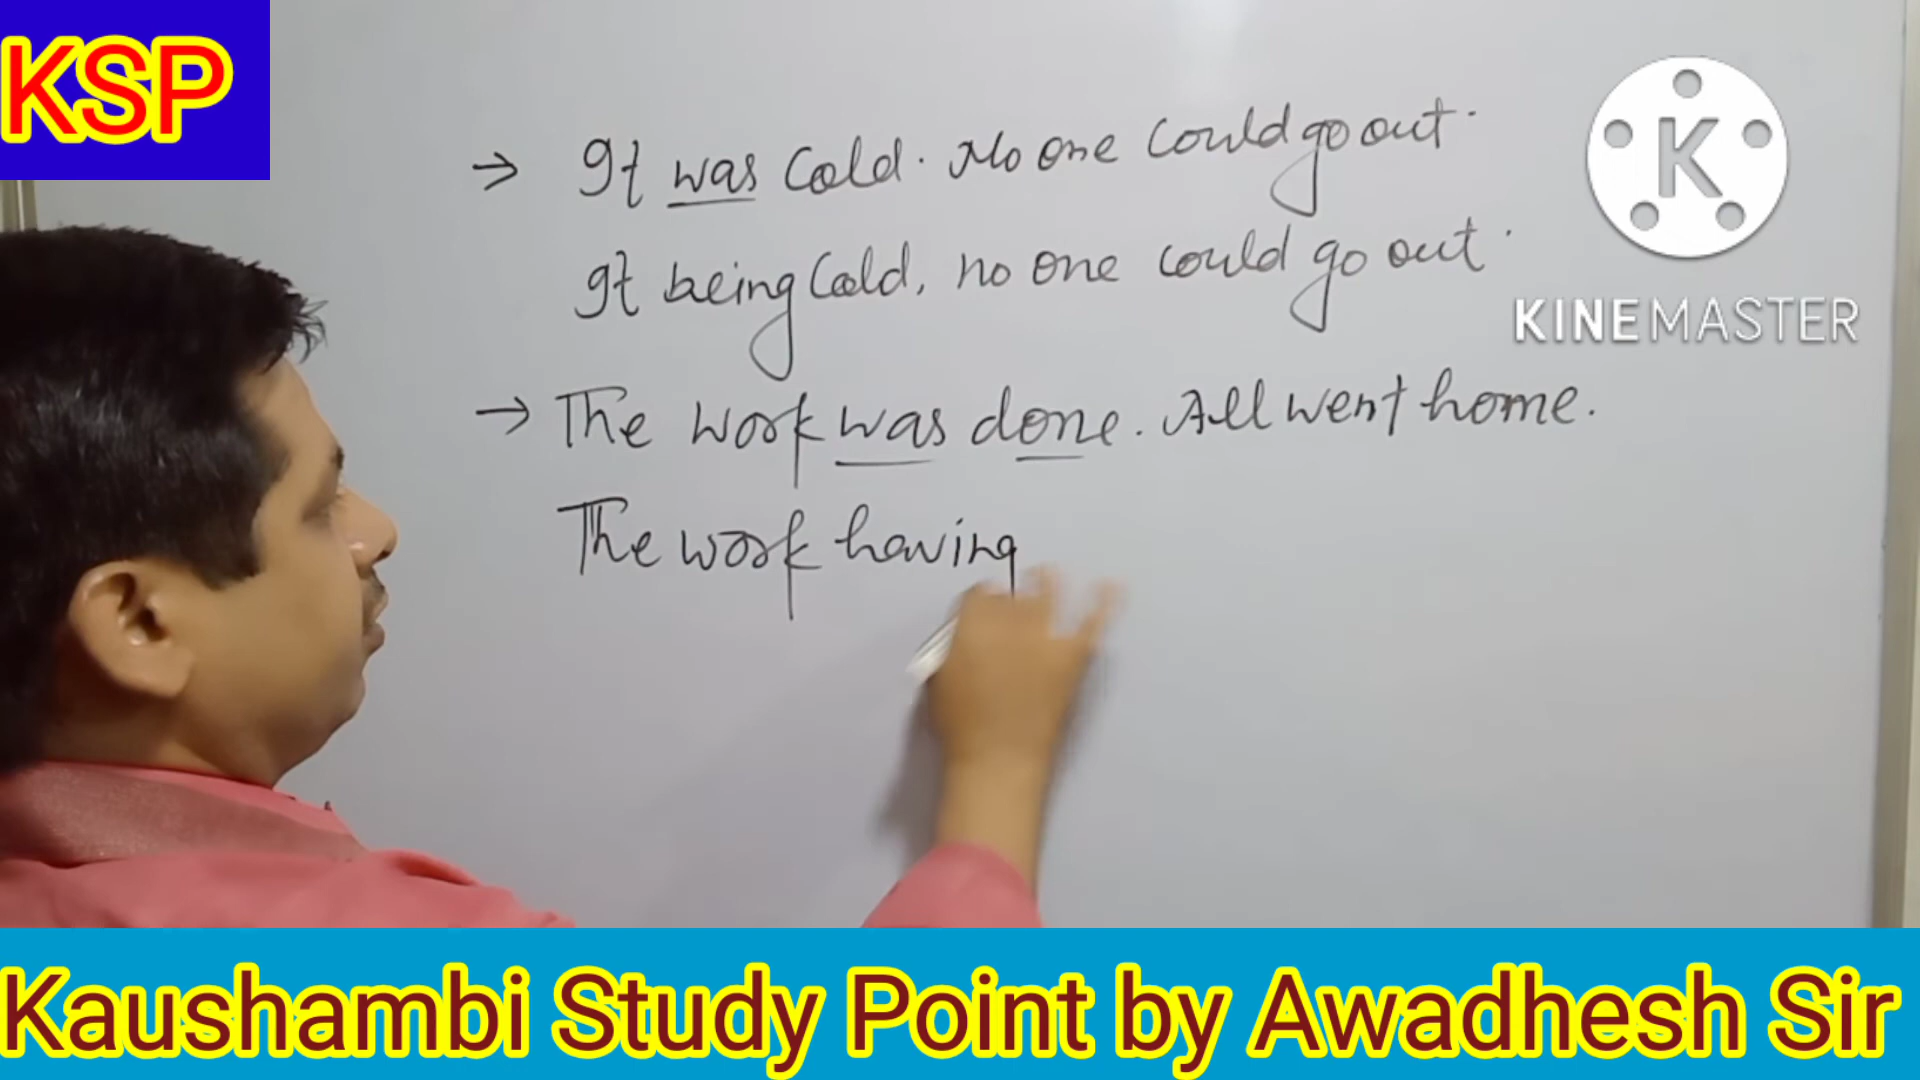 KSP
→ It was Cold. No one could go out.
It being Cold, no one could go out.
→ The work was done. All went home.
The work having
K
KINEMASTER
Kaushambi Study Point by Awadhesh Sir